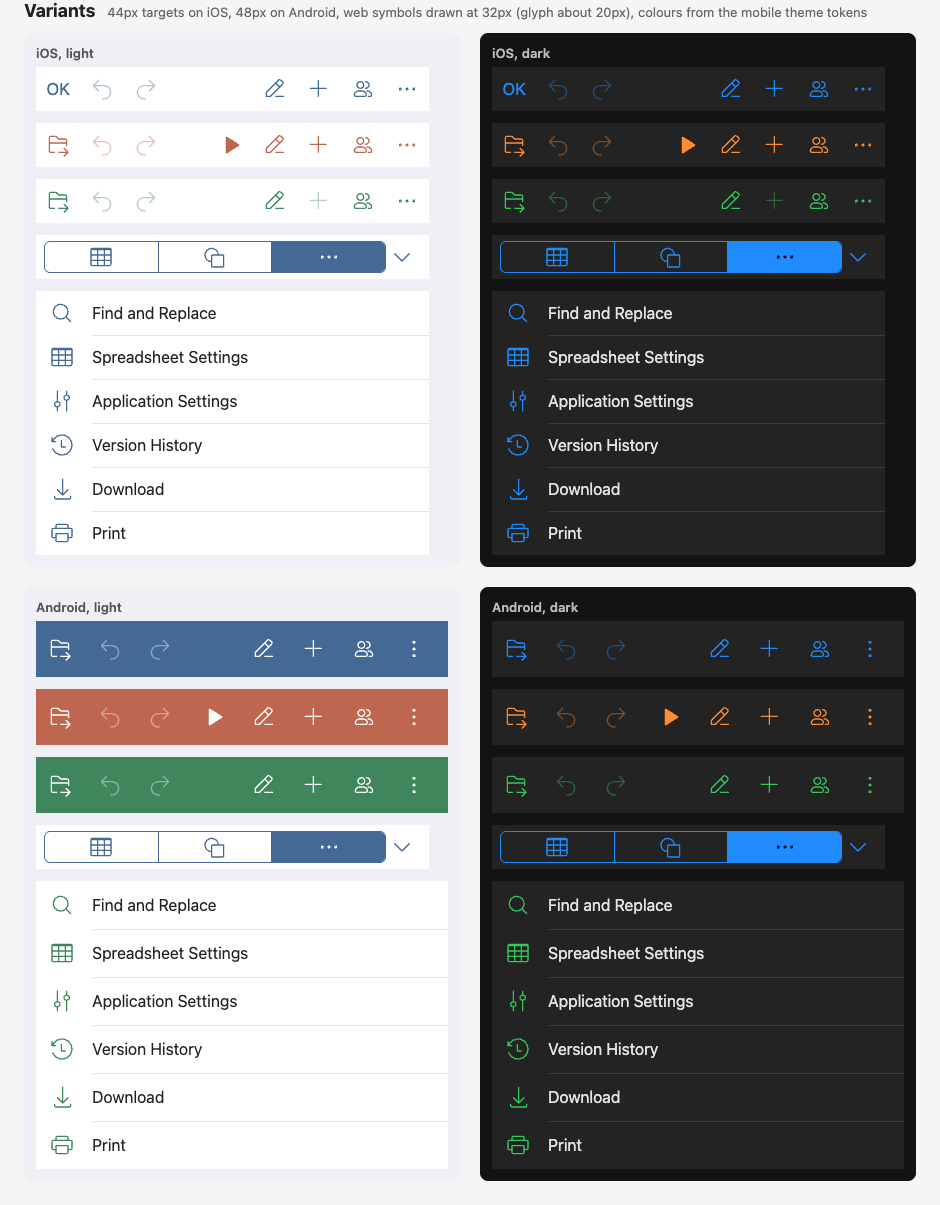 Variants 44px targets on iOS, 48px on Android, web symbols drawn at 32px (glyph about 20px), colours from the mobile theme tokens
iOS, light
OK
Find and Replace
Spreadsheet Settings
Application Settings
Version History
Download
Print
iOS, dark
OK
Find and Replace
Spreadsheet Settings
Application Settings
Version History
Download
Print
Android, light
Find and Replace
Spreadsheet Settings
Application Settings
Version History
Download
Print
Android, dark
Find and Replace
Spreadsheet Settings
Application Settings
Version History
Download
Print